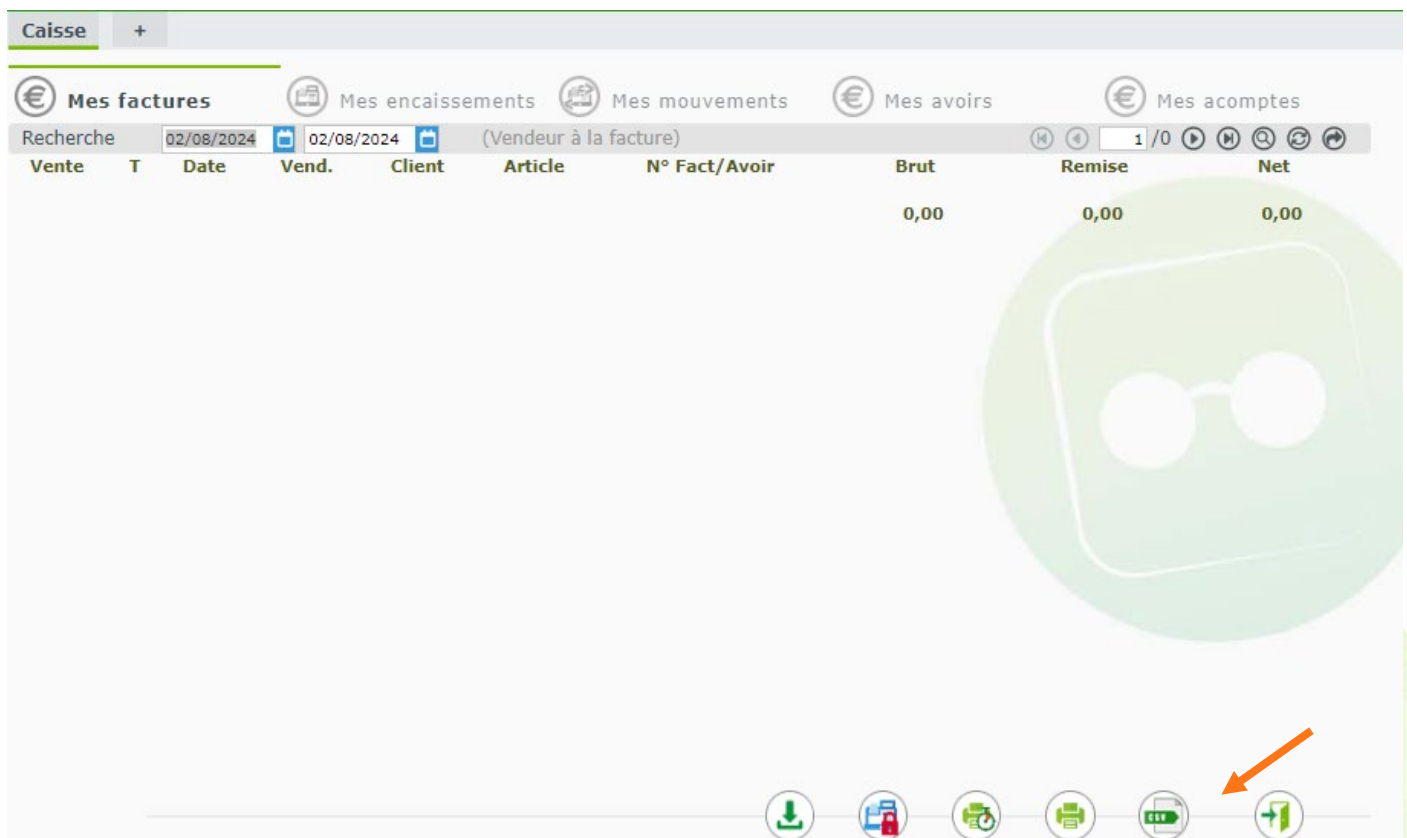 Caisse +
Mes factures Mes encaissements Mes mouvements Mes avoirs Mes acomptes
Recherche 02/08/2024 02/08/2024 (Vendeur à la facture) 1 /0
Vente T Date Vend. Client Article N° Fact/Avoir Brut Remise Net
0,00 0,00 0,00
CSV